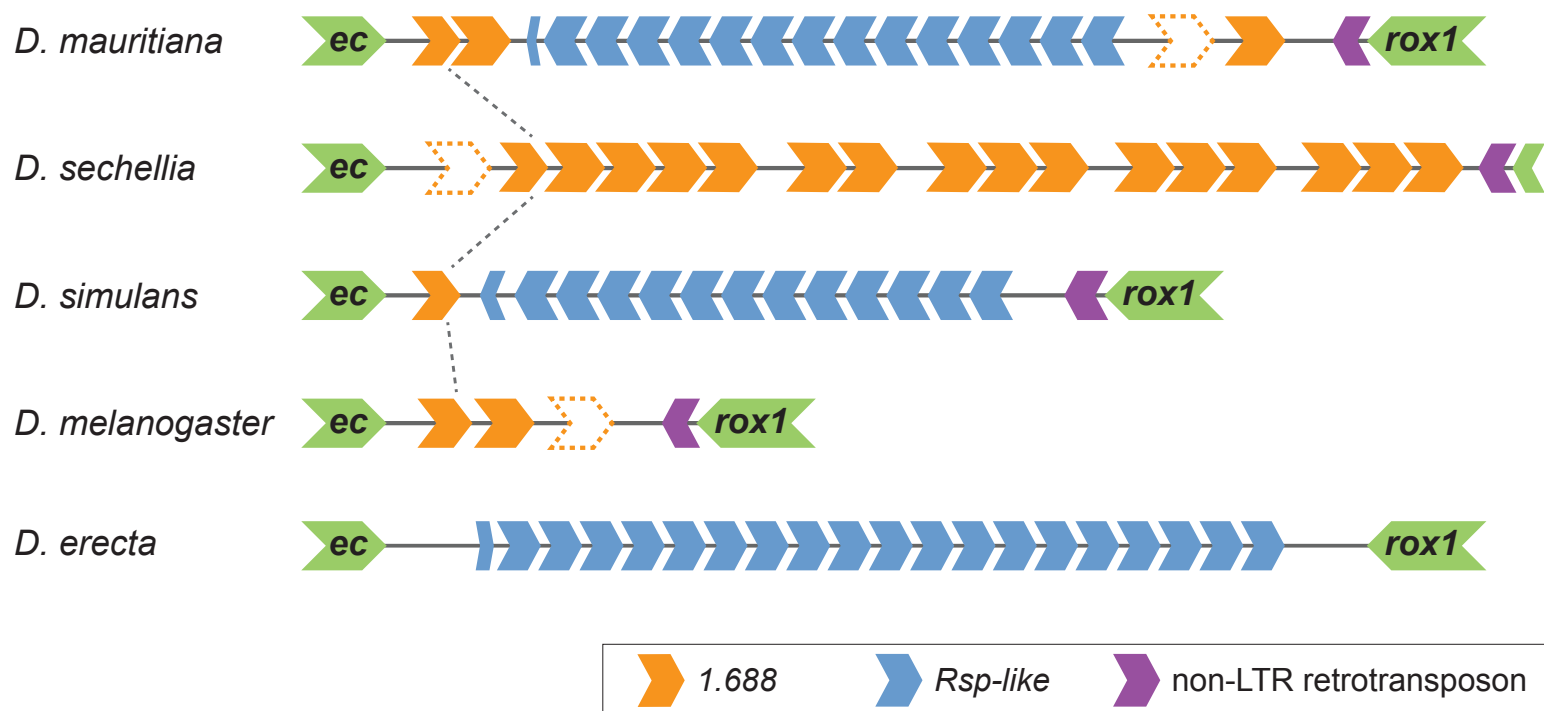 D. mauritiana ec rox1
D. sechellia ec
D. simulans ec rox1
D. melanogaster ec rox1
D. erecta ec rox1
1.688 Rsp-like non-LTR retrotransposon